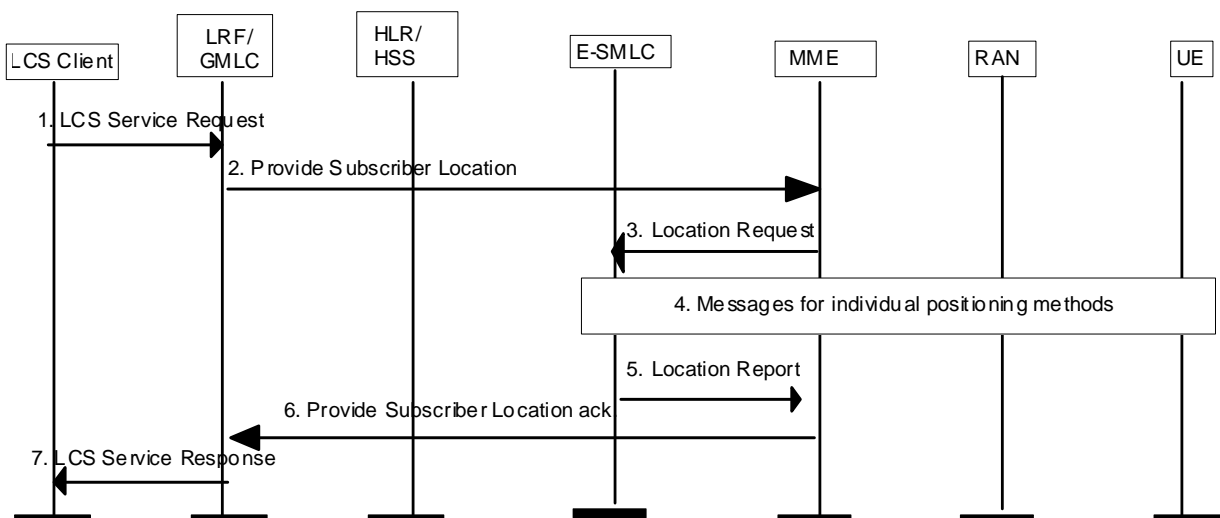 LCS Client
LRF/
GMLC
HLR/
HSS
E-SMLC
MME
RAN
UE
1. LCS Service Request
2. Provide Subscriber Location
3. Location Request
4. Messages for individual positioning methods
5. Location Report
6. Provide Subscriber Location ack.
7. LCS Service Response